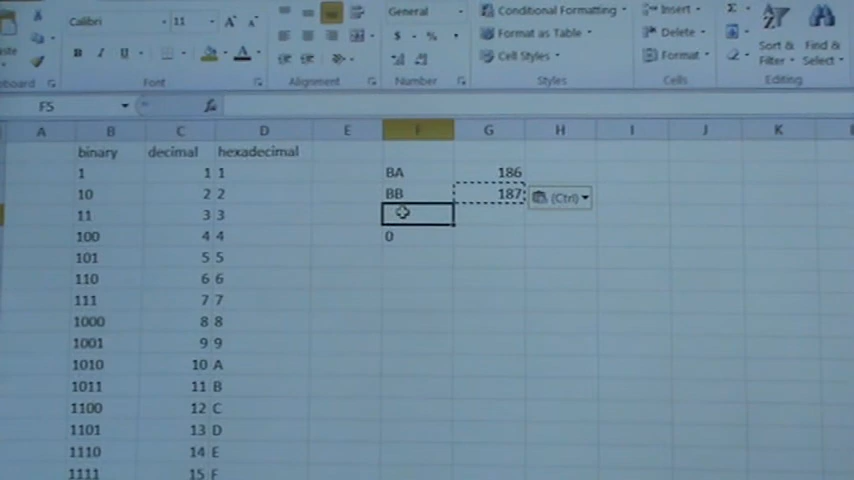 Calibri 11 A A General Conditional Formatting Insert Σ
B I U A $ % , Format as Table Delete Sort & Find &
Paste Cell Styles Format Filter Select
Clipboard Font Alignment Number Styles Cells Editing
F5 fx
A B C D E F G H I J K
binary decimal hexadecimal
1 1 1 BA 186
10 2 2 BB 187 (Ctrl)
11 3 3
100 4 4 0
101 5 5
110 6 6
111 7 7
1000 8 8
1001 9 9
1010 10 A
1011 11 B
1100 12 C
1101 13 D
1110 14 E
1111 15 F